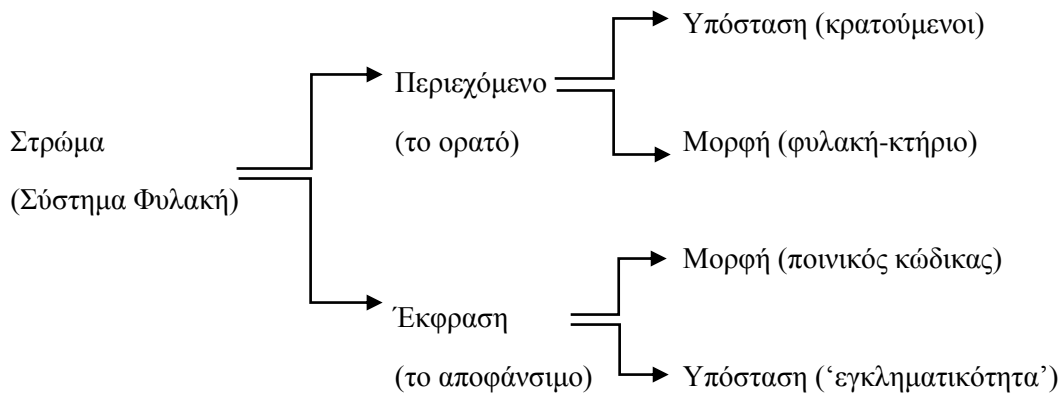 Υπόσταση (κρατούμενοι)
Περιεχόμενο
(το ορατό)
Μορφή (φυλακή-κτήριο)
Στρώμα
(Σύστημα Φυλακή)
Μορφή (ποινικός κώδικας)
Έκφραση
(το αποφάνσιμο)
Υπόσταση (‘εγκληματικότητα’)